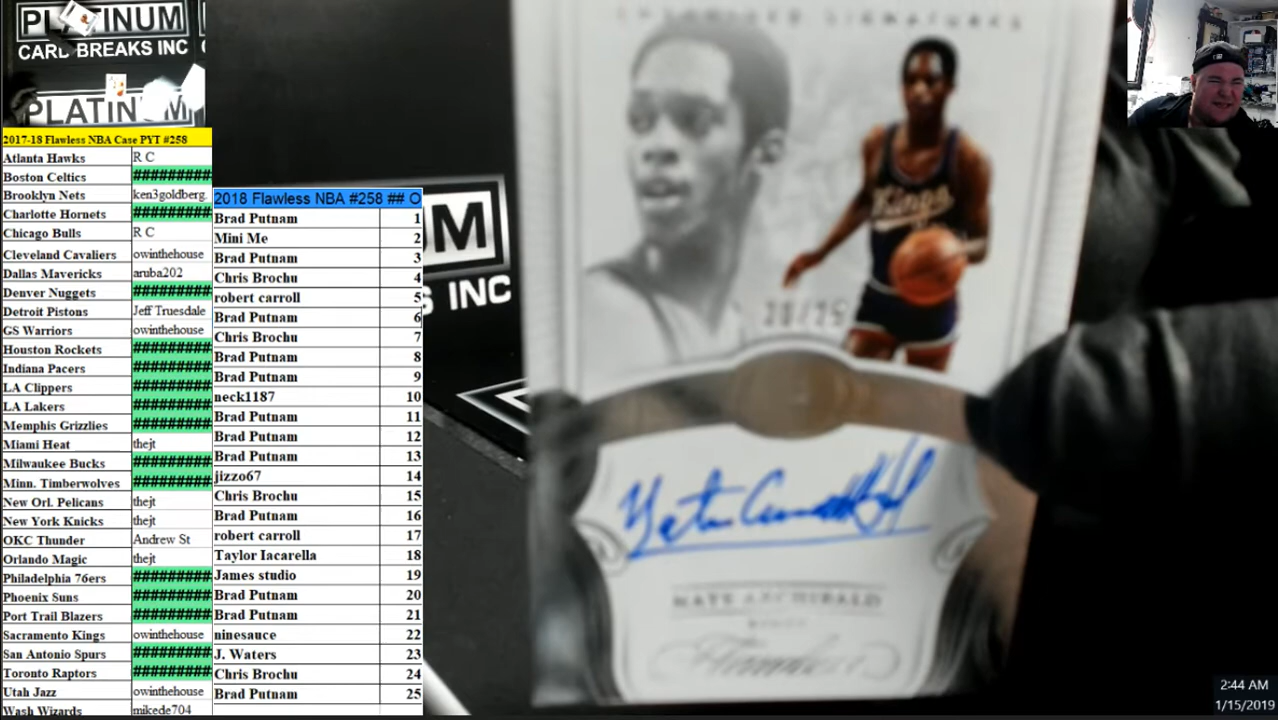 PLATINUM
CARD BREAKS INC
PLATINUM
2017-18 Flawless NBA Case PYT #258
Atlanta Hawks R C
Boston Celtics #########
Brooklyn Nets ken3goldberg.
Charlotte Hornets #########
Chicago Bulls R C
Cleveland Cavaliers owinthehouse
Dallas Mavericks aruba202
Denver Nuggets #########
Detroit Pistons Jeff Truesdale
GS Warriors owinthehouse
Houston Rockets #########
Indiana Pacers #########
LA Clippers #########
LA Lakers #########
Memphis Grizzlies #########
Miami Heat thejt
Milwaukee Bucks #########
Minn. Timberwolves #########
New Orl. Pelicans thejt
New York Knicks thejt
OKC Thunder Andrew St
Orlando Magic thejt
Philadelphia 76ers #########
Phoenix Suns #########
Port Trail Blazers #########
Sacramento Kings owinthehouse
San Antonio Spurs #########
Toronto Raptors #########
Utah Jazz owinthehouse
Wash Wizards mikede704
2018 Flawless NBA #258 ## O
Brad Putnam 1
Mini Me 2
Brad Putnam 3
Chris Brochu 4
robert carroll 5
Brad Putnam 6
Chris Brochu 7
Brad Putnam 8
Brad Putnam 9
neck1187 10
Brad Putnam 11
Brad Putnam 12
Brad Putnam 13
jizzo67 14
Chris Brochu 15
Brad Putnam 16
robert carroll 17
Taylor Iacarella 18
James studio 19
Brad Putnam 20
Brad Putnam 21
ninesauce 22
J. Waters 23
Chris Brochu 24
Brad Putnam 25
UM
S INC
SIGNATURES
Kings
20/25
Nate Archibald
NATE ARCHIBALD
2:44 AM
1/15/2019